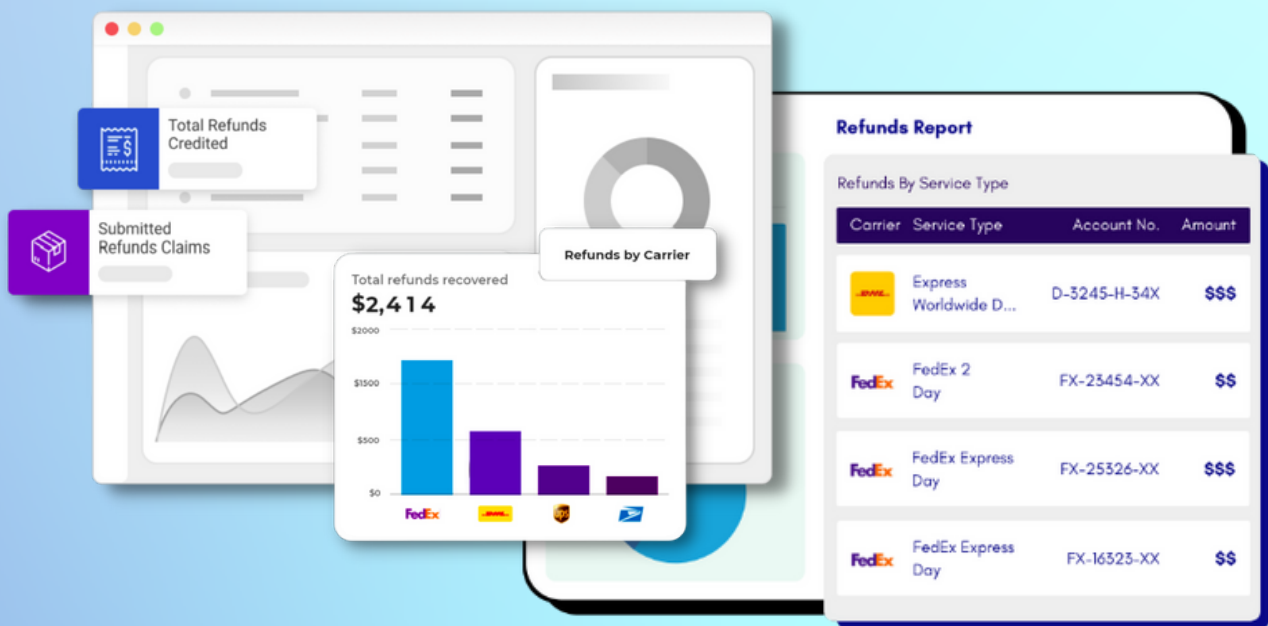 Total Refunds
Credited
Submitted
Refunds Claims
Refunds by Carrier
Total refunds recovered
$2,414
$2000
$1500
$500
$0
FedEx
DHL
ups
Refunds Report
Refunds By Service Type
Carrier Service Type Account No. Amount
DHL Express
Worldwide D... D-3245-H-34X $$$
FedEx FedEx 2
Day FX-23454-XX $$
FedEx FedEx Express
Day FX-25326-XX $$$
FedEx FedEx Express
Day FX-16323-XX $$